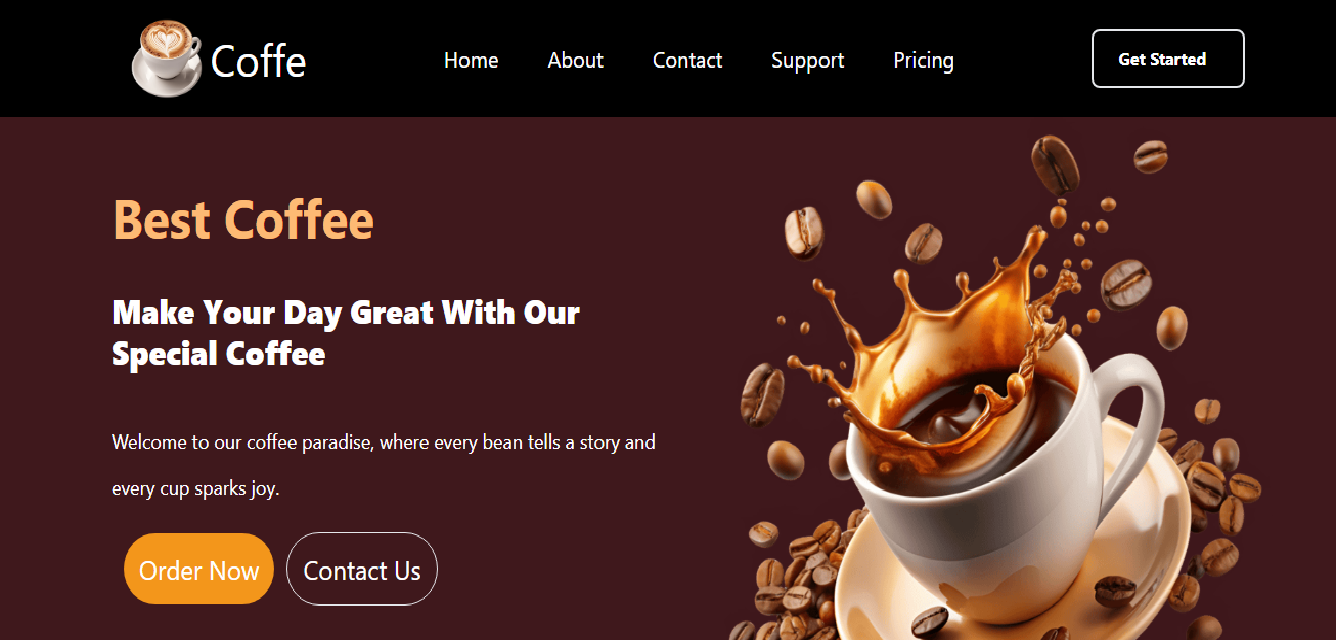 Coffe
Home About Contact Support Pricing
Get Started
Best Coffee
Make Your Day Great With Our
Special Coffee
Welcome to our coffee paradise, where every bean tells a story and
every cup sparks joy.
Order Now Contact Us